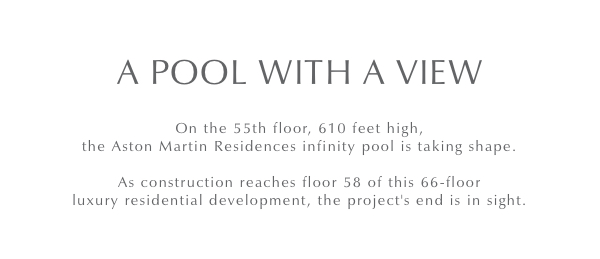 A POOL WITH A VIEW
On the 55th floor, 610 feet high,
the Aston Martin Residences infinity pool is taking shape.
As construction reaches floor 58 of this 66-floor
luxury residential development, the project's end is in sight.